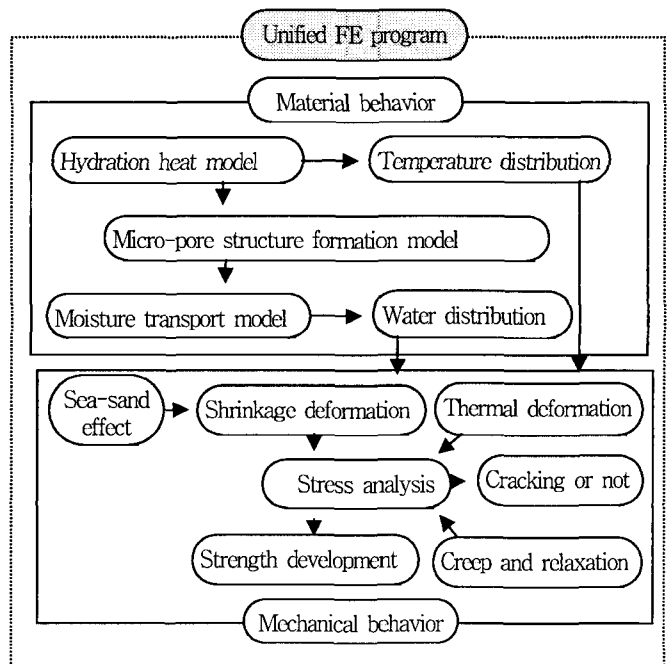 Unified FE program
Material behavior
Hydration heat model
Temperature distribution
Micro-pore structure formation model
Moisture transport model
Water distribution
Sea-sand
effect
Shrinkage deformation
Thermal deformation
Stress analysis
Cracking or not
Strength development
Creep and relaxation
Mechanical behavior